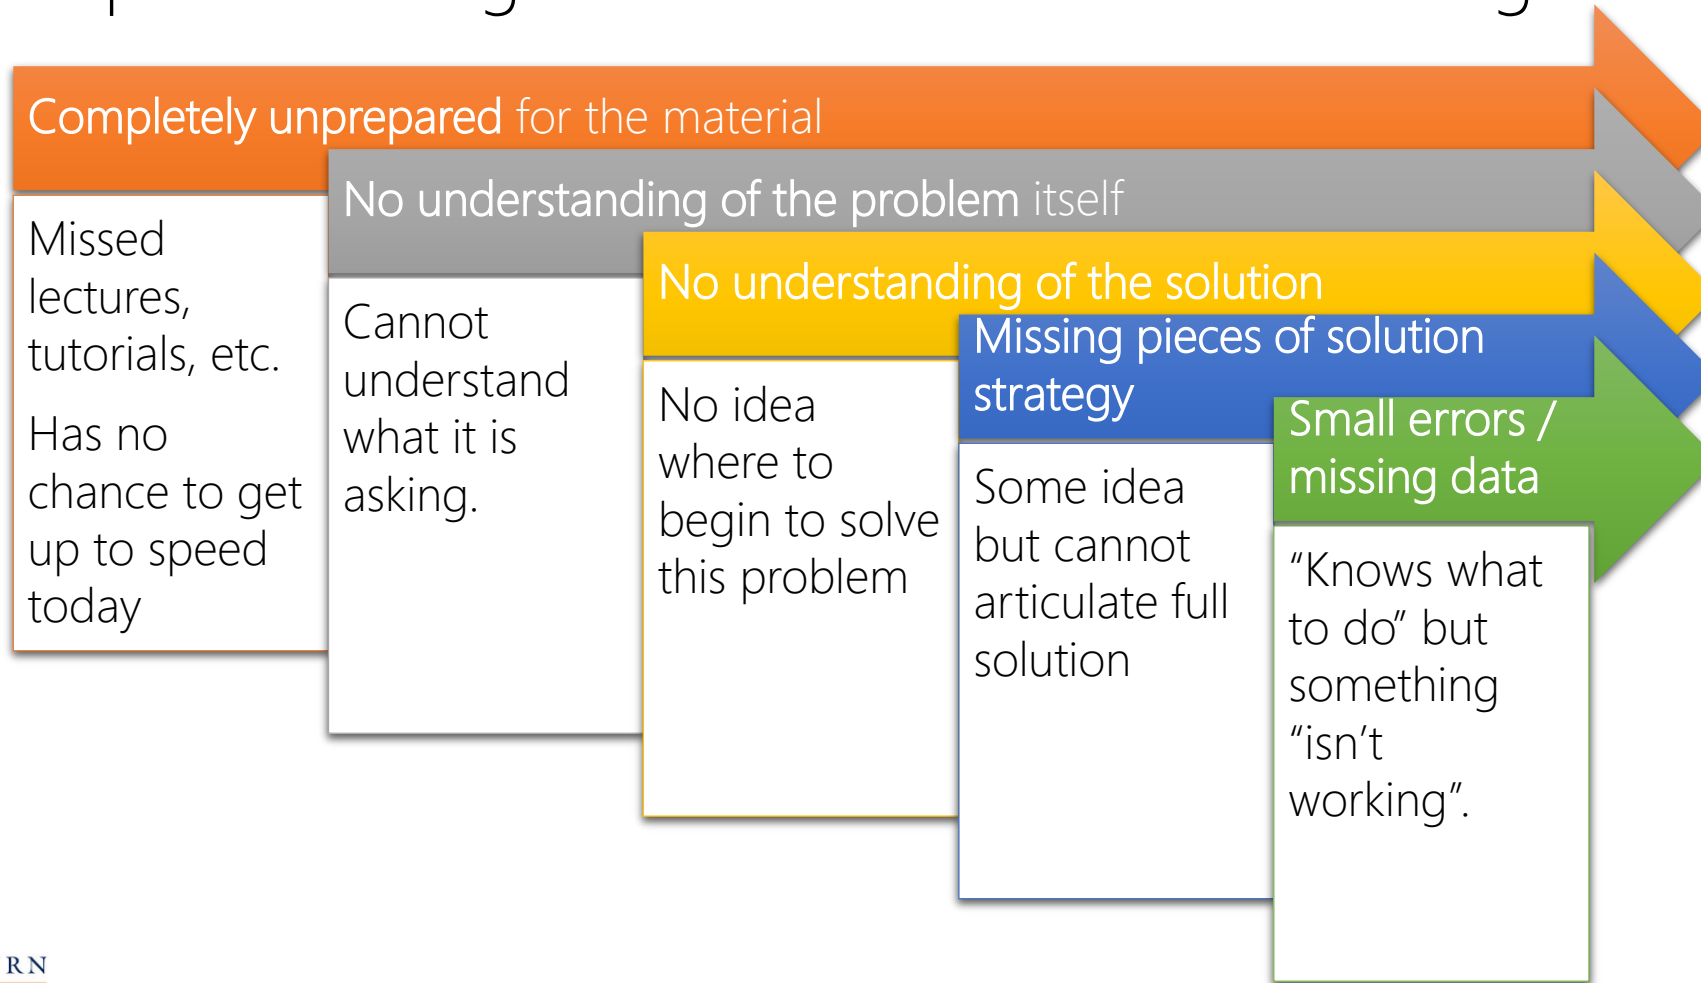 Completely unprepared for the material
Missed
lectures,
tutorials, etc.
Has no
chance to get
up to speed
today
No understanding of the problem itself
Cannot
understand
what it is
asking.
No understanding of the solution
No idea
where to
begin to solve
this problem
Missing pieces of solution
strategy
Some idea
but cannot
articulate full
solution
Small errors /
missing data
“Knows what
to do” but
something
“isn’t
working”.
RN